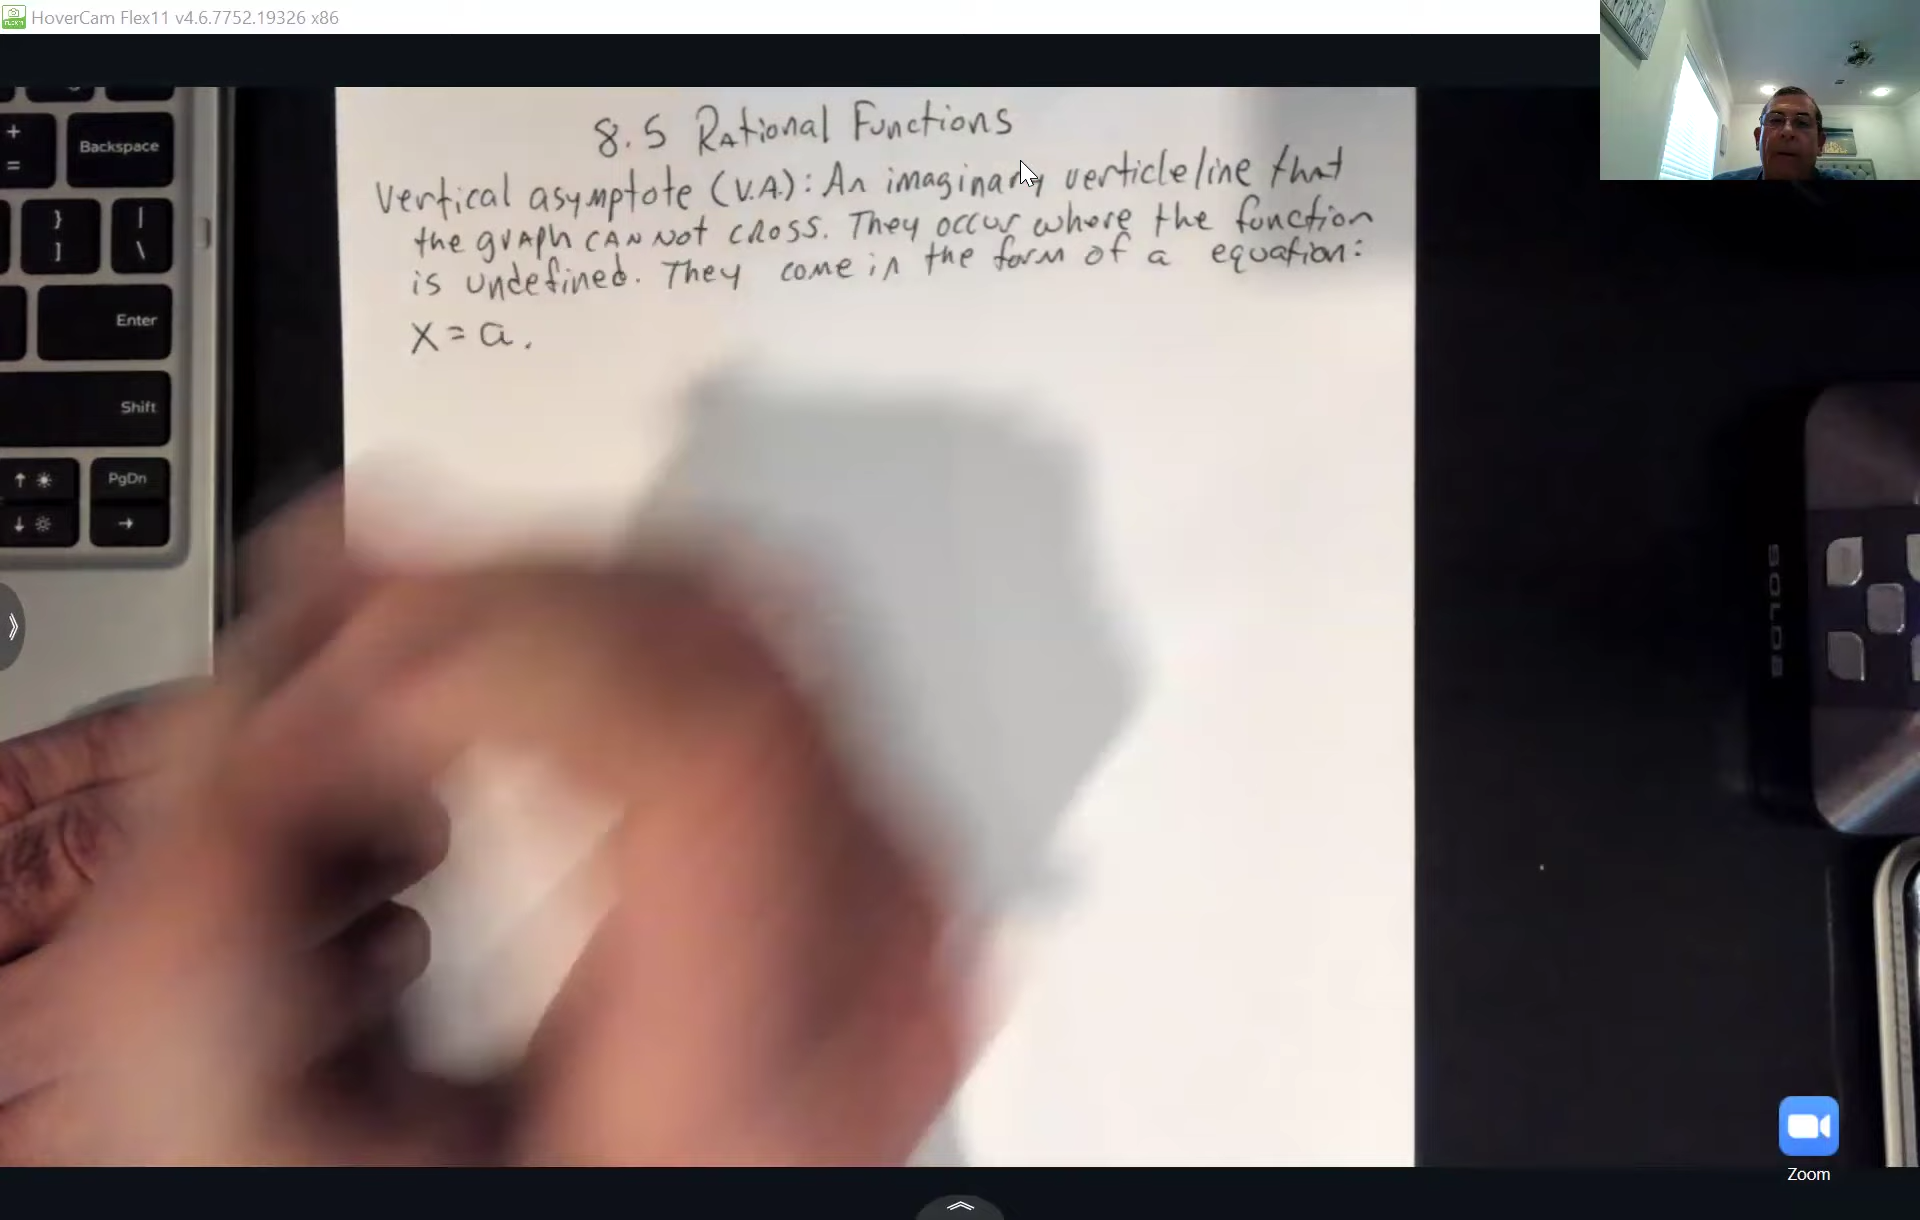 HoverCam Flex11 v4.6.7752.19326 x86
8.5 Rational Functions
Vertical asymptote (V.A.): An imaginary verticle line that
the graph CAN Not cross. They occur where the function
is undefined. They come in the form of a equation:
X = a.
+
=
Backspace
}
]
|
\
Enter
Shift
↑
PgDn
↓
→
SOLDE
Zoom